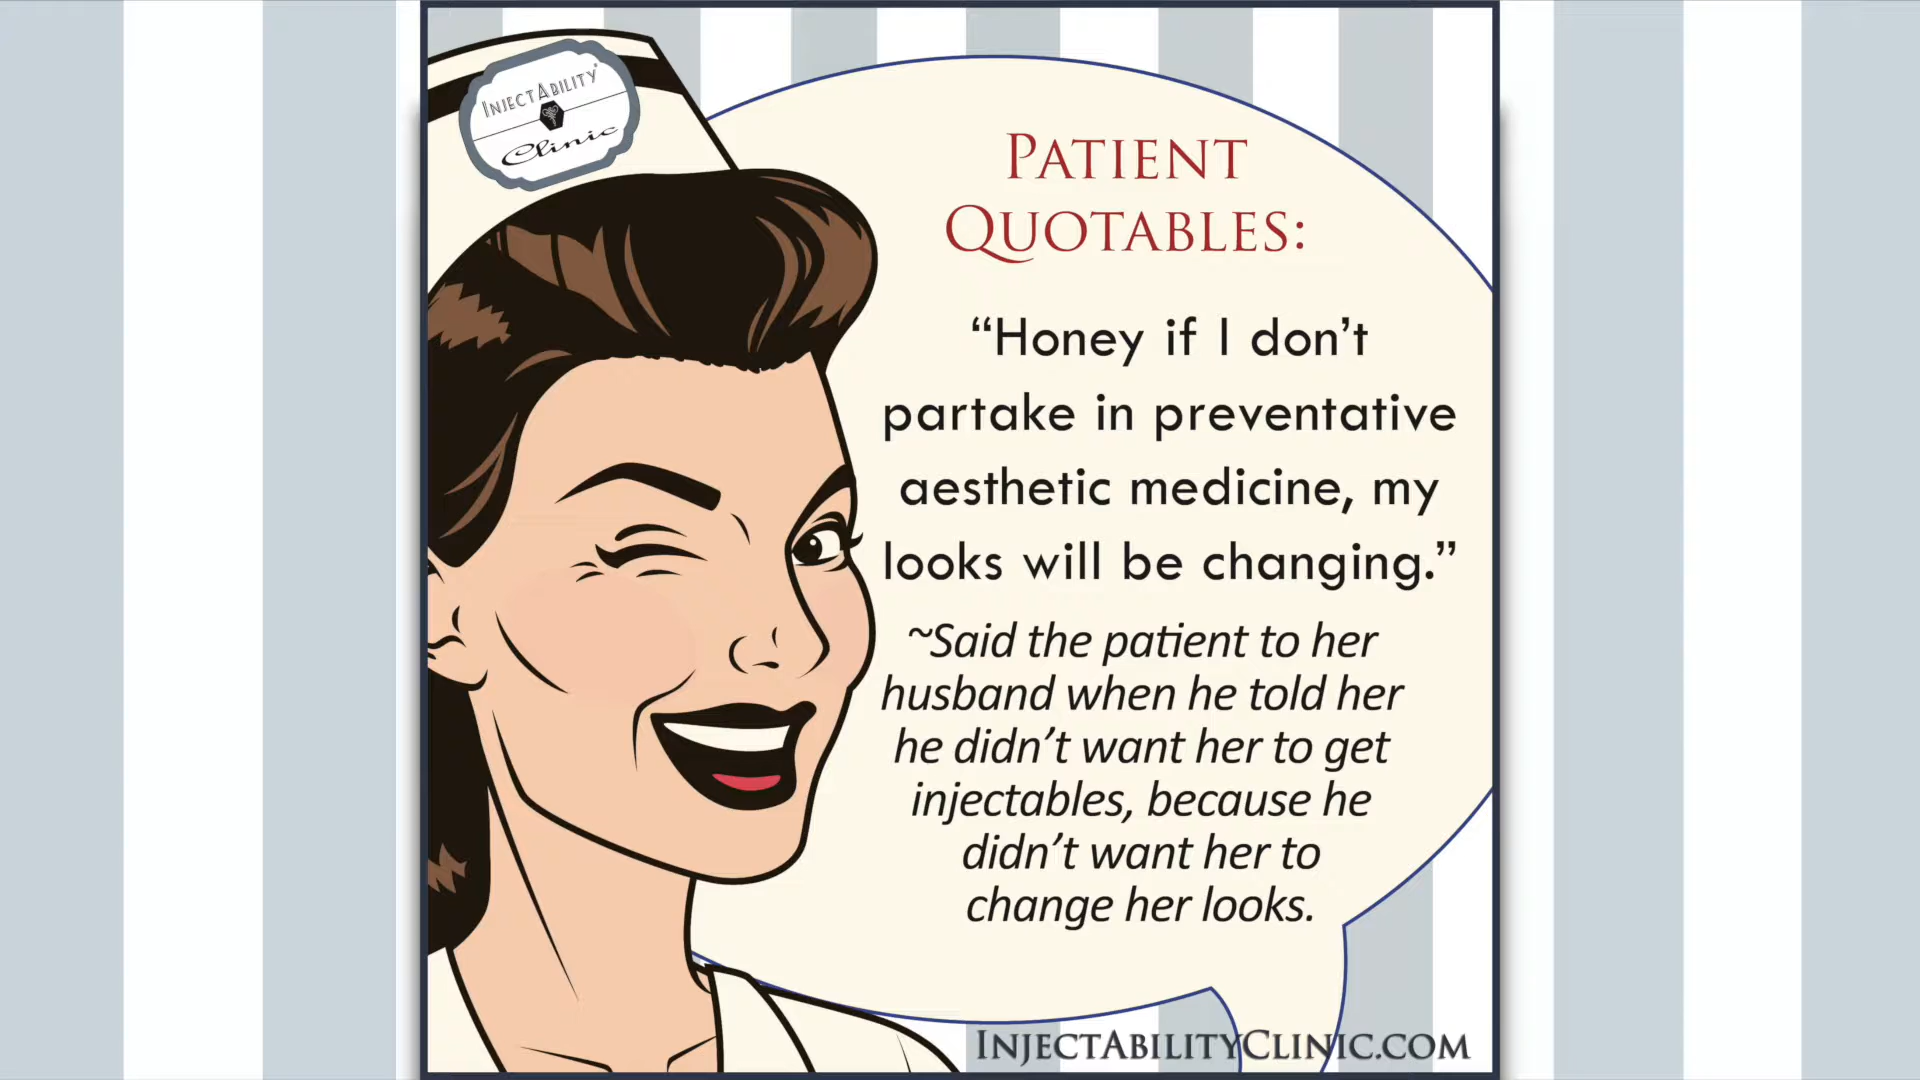 InjectAbility®
Clinic
Patient
Quotables:
“Honey if I don’t
partake in preventative
aesthetic medicine, my
looks will be changing.”
~Said the patient to her
husband when he told her
he didn’t want her to get
injectables, because he
didn’t want her to
change her looks.
InjectAbilityClinic.com